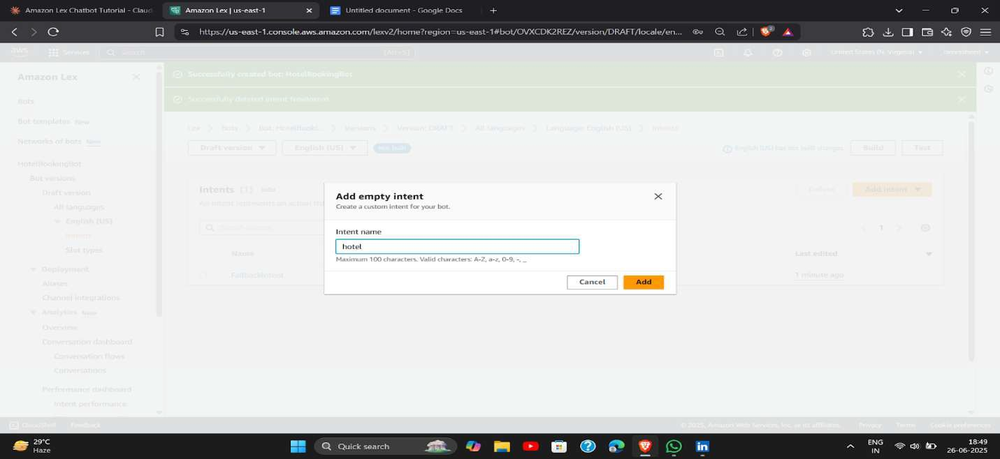 Amazon Lex Chatbot Tutorial - Claud
Amazon Lex | us-east-1
Untitled document - Google Docs
https://us-east-1.console.aws.amazon.com/lexv2/home?region=us-east-1#bot/OVXCDK2REZ/version/DRAFT/locale/en...
2
aws
Services
Search
[Alt+S]
United States (N. Virginia)
Amazon Lex
Successfully created bot: HotelBookingBot
Successfully deleted intent
Bots
Bot templates New
Networks of bots New
HotelBookingBot
Bot versions
Draft version
All languages
English (US)
Intents
Slot types
Deployment
Aliases
Channel integrations
Analytics New
Overview
Conversation dashboard
Conversation flows
Conversations
Performance dashboard
Intent performance
Lex
Bots
Bot: HotelBooki...
Versions
Version: DRAFT
All languages
Language: English (US)
Intents
Draft version
English (US)
Not built
English (US) has not built changes
Build
Test
Intents (1) Info
An intent represents an action tha
Delete
Add intent
Search intents
1
Name
Last edited
FallbackIntent
1 minute ago
Add empty intent
Create a custom intent for your bot.
Intent name
hotel
Maximum 100 characters. Valid characters: A-Z, a-z, 0-9, -, _
Cancel
Add
CloudShell
Feedback
© 2025, Amazon Web Services, Inc. or its affiliates.
Privacy
Terms
Cookie preferences
29°C
Haze
Quick search
ENG
IN
18:49
26-06-2025